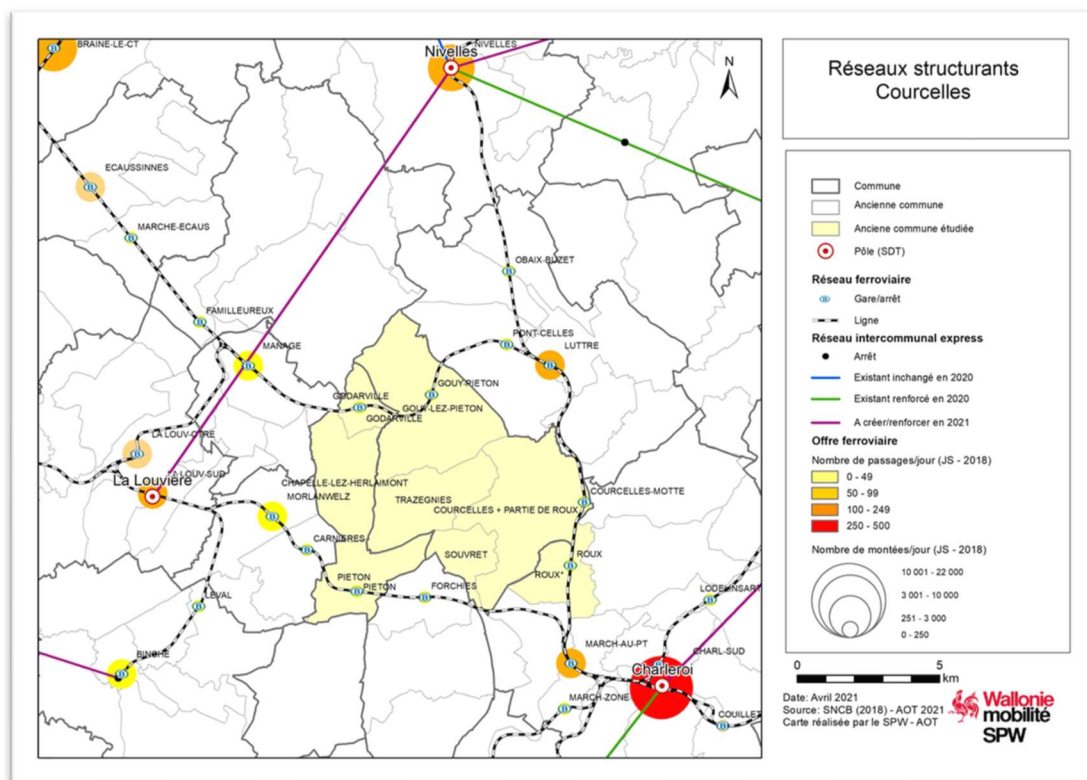 BRAINE-LE-CT
Nivelles
NIVELLES
N
ECAUSSINNES
MARCHE-ECAUS
OBAIX-BUZET
FAMILLEUREUX
MANAGE
PONT-CELLES
LUTTRE
GOUY-PIETON
GODARVILLE
GOUY-LEZ-PIETON
GODARVILLE
LA LOUV-CTRE
LA LOUV-SUD
La Louvière
CHAPELLE-LEZ-HERLAIMONT
MORLANWELZ
TRAZEGNIES
COURCELLES-MOTTE
COURCELLES + PARTIE DE ROUX
CARNIERES
SOUVRET
ROUX
ROUX*
PIETON
PIETON
FORCHIES
LEVAL
LODELINSART
BINCHE
MARCH-AU-PT
CHARL-SUD
Charleroi
MARCH-ZONE
COUILLET
Réseaux structurants
Courcelles
Commune
Ancienne commune
Anciene commune étudiée
Pôle (SDT)
Réseau ferroviaire
Gare/arrêt
Ligne
Réseau intercommunal express
Arrêt
Existant inchangé en 2020
Existant renforcé en 2020
A créer/renforcer en 2021
Offre ferroviaire
Nombre de passages/jour (JS - 2018)
0 - 49
50 - 99
100 - 249
250 - 500
Nombre de montées/jour (JS - 2018)
10 001 - 22 000
3 001 - 10 000
251 - 3 000
0 - 250
0 5
km
Date: Avril 2021
Source: SNCB (2018) - AOT 2021
Carte réalisée par le SPW - AOT
Wallonie
mobilité
SPW